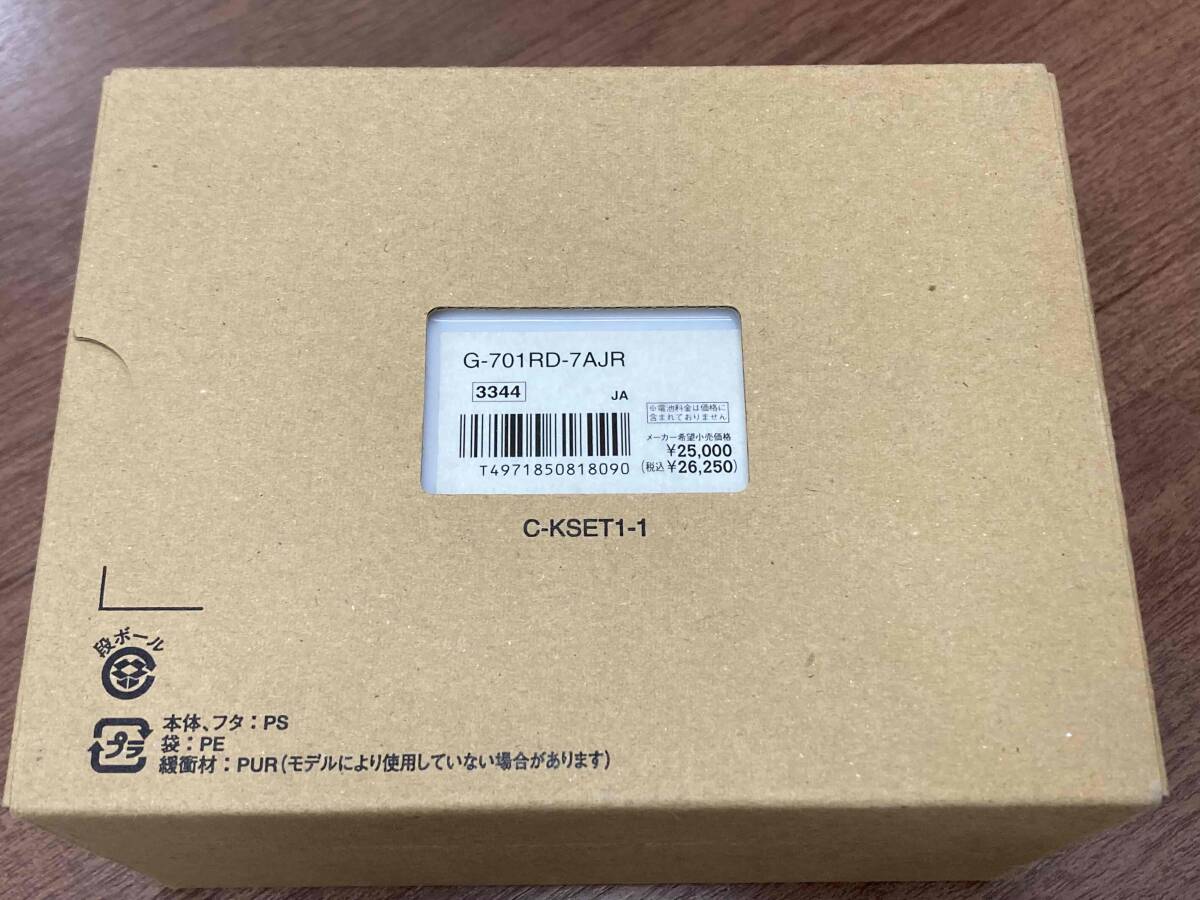 G-701RD-7AJR
3344
JA
※電池料金は価格に
含まれておりません
メーカー希望小売価格
¥25,000
(税込¥26,250)
T4971850818090
C-KSET1-1
段ボール
プラ
本体、フタ：PS
袋：PE
緩衝材：PUR(モデルにより使用していない場合があります)